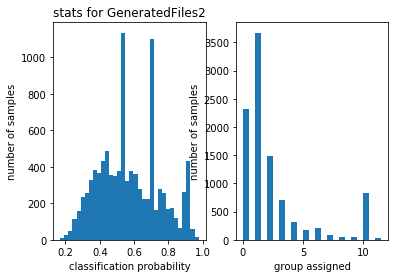 stats for GeneratedFiles2
number of samples
1000
800
600
400
200
0
0.2 0.4 0.6 0.8 1.0
classification probability
number of samples
3500
3000
2500
2000
1500
1000
500
0
0 5 10
group assigned